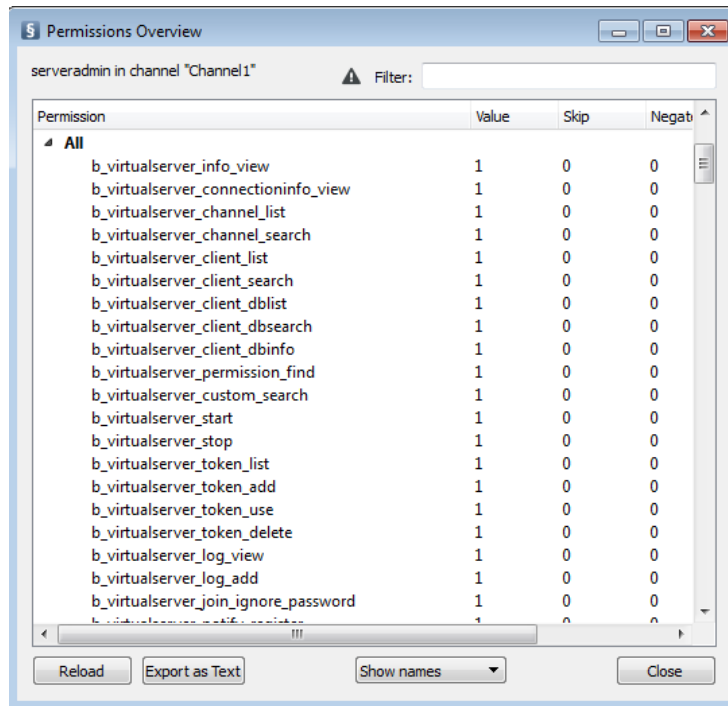 § Permissions Overview
serveradmin in channel "Channel1" Filter:
Permission Value Skip Negat
All
b_virtualserver_info_view 1 0 0
b_virtualserver_connectioninfo_view 1 0 0
b_virtualserver_channel_list 1 0 0
b_virtualserver_channel_search 1 0 0
b_virtualserver_client_list 1 0 0
b_virtualserver_client_search 1 0 0
b_virtualserver_client_dblist 1 0 0
b_virtualserver_client_dbsearch 1 0 0
b_virtualserver_client_dbinfo 1 0 0
b_virtualserver_permission_find 1 0 0
b_virtualserver_custom_search 1 0 0
b_virtualserver_start 1 0 0
b_virtualserver_stop 1 0 0
b_virtualserver_token_list 1 0 0
b_virtualserver_token_add 1 0 0
b_virtualserver_token_use 1 0 0
b_virtualserver_token_delete 1 0 0
b_virtualserver_log_view 1 0 0
b_virtualserver_log_add 1 0 0
b_virtualserver_join_ignore_password 1 0 0
Reload Export as Text Show names Close